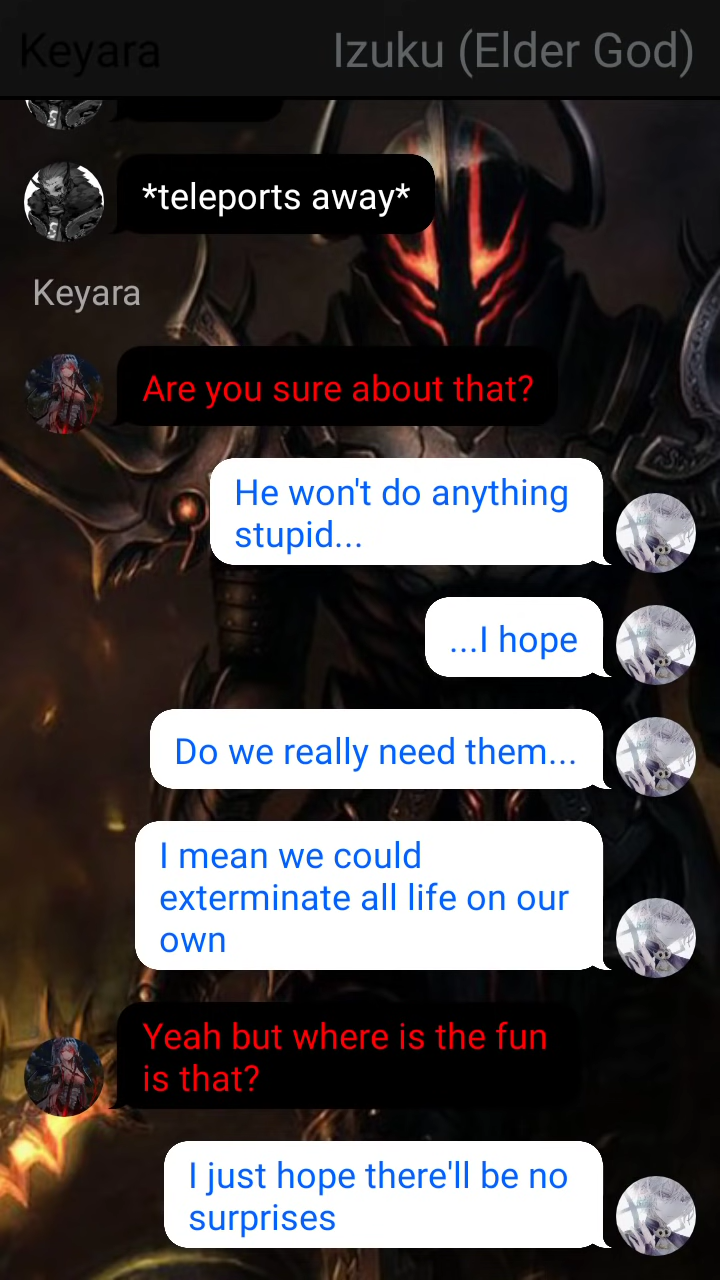 Keyara
Izuku (Elder God)
*teleports away*
Keyara
Are you sure about that?
He won't do anything
stupid...
...I hope
Do we really need them...
I mean we could
exterminate all life on our
own
Yeah but where is the fun
is that?
I just hope there'll be no
surprises